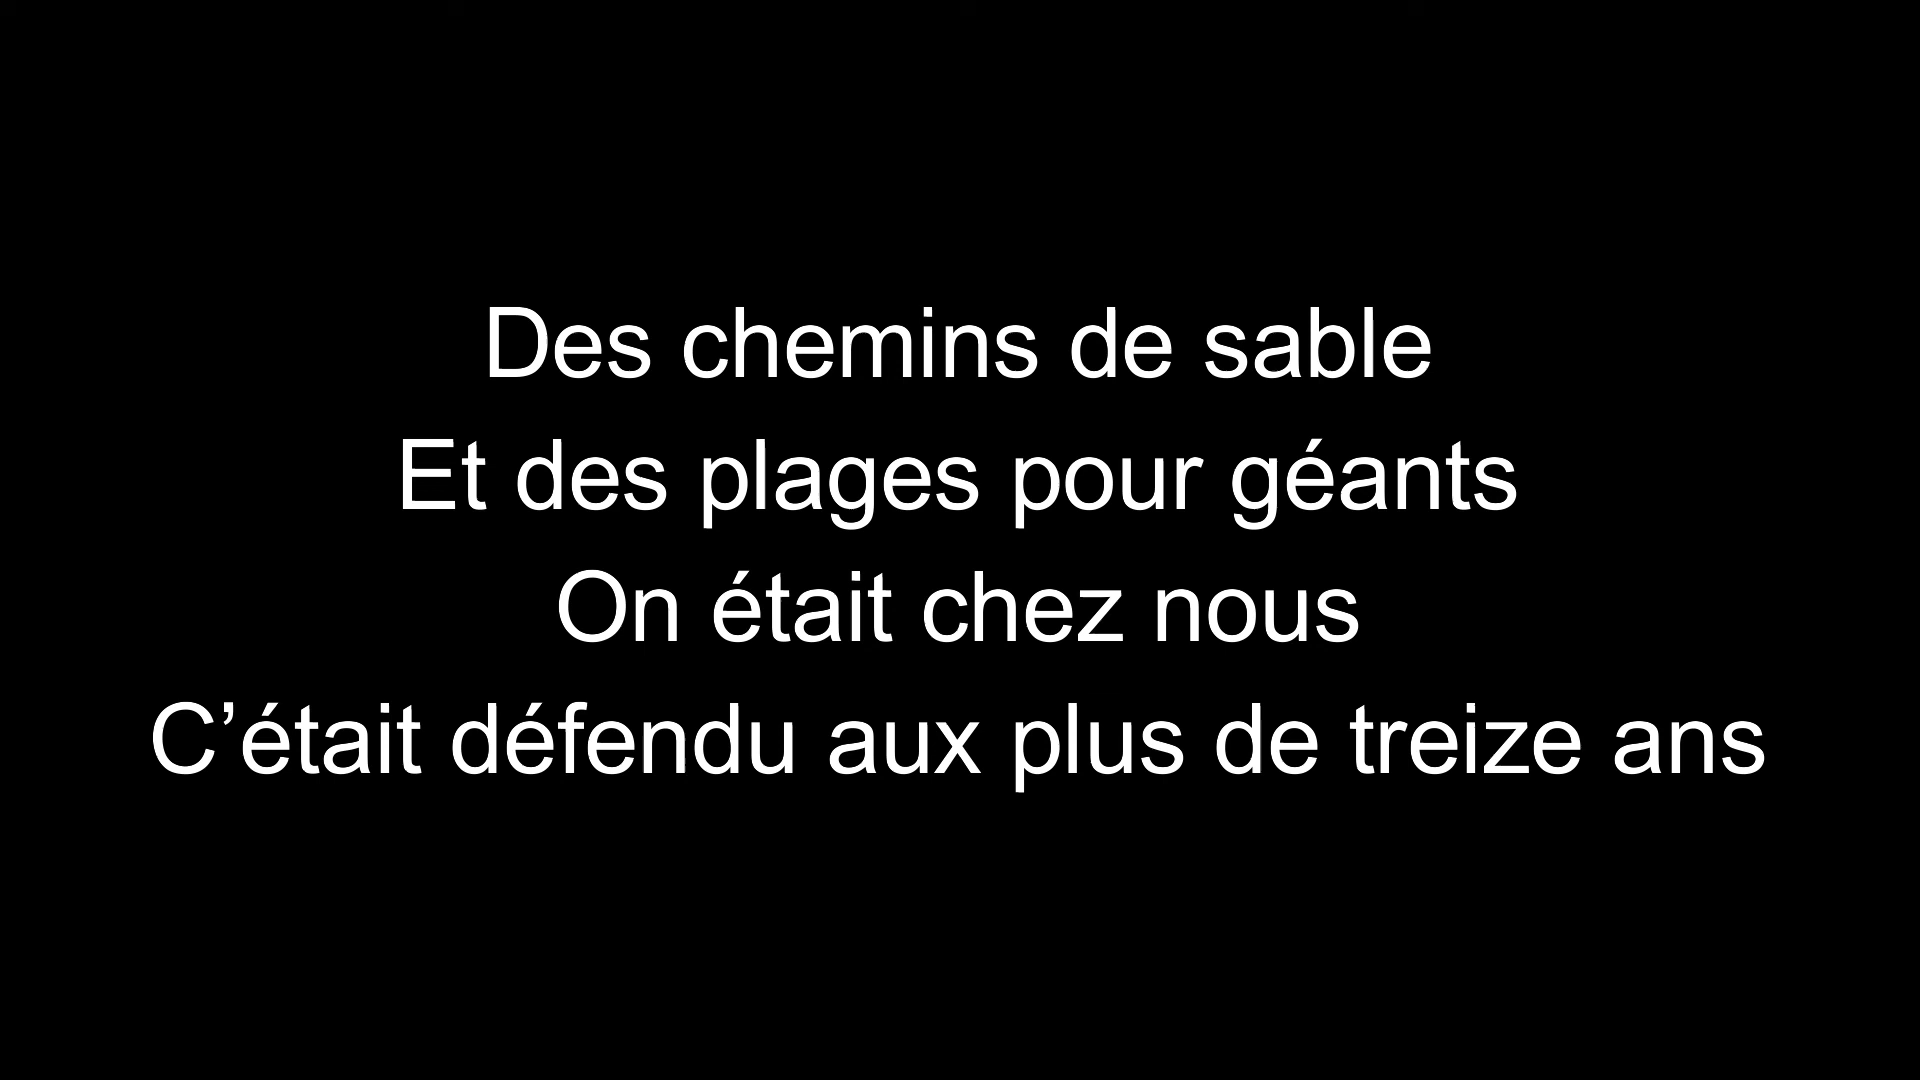 Des chemins de sable
Et des plages pour géants
On était chez nous
C’était défendu aux plus de treize ans